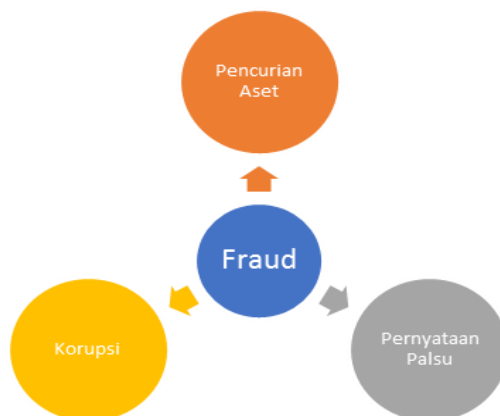 Pencurian
Aset
Fraud
Korupsi
Pernyataan
Palsu